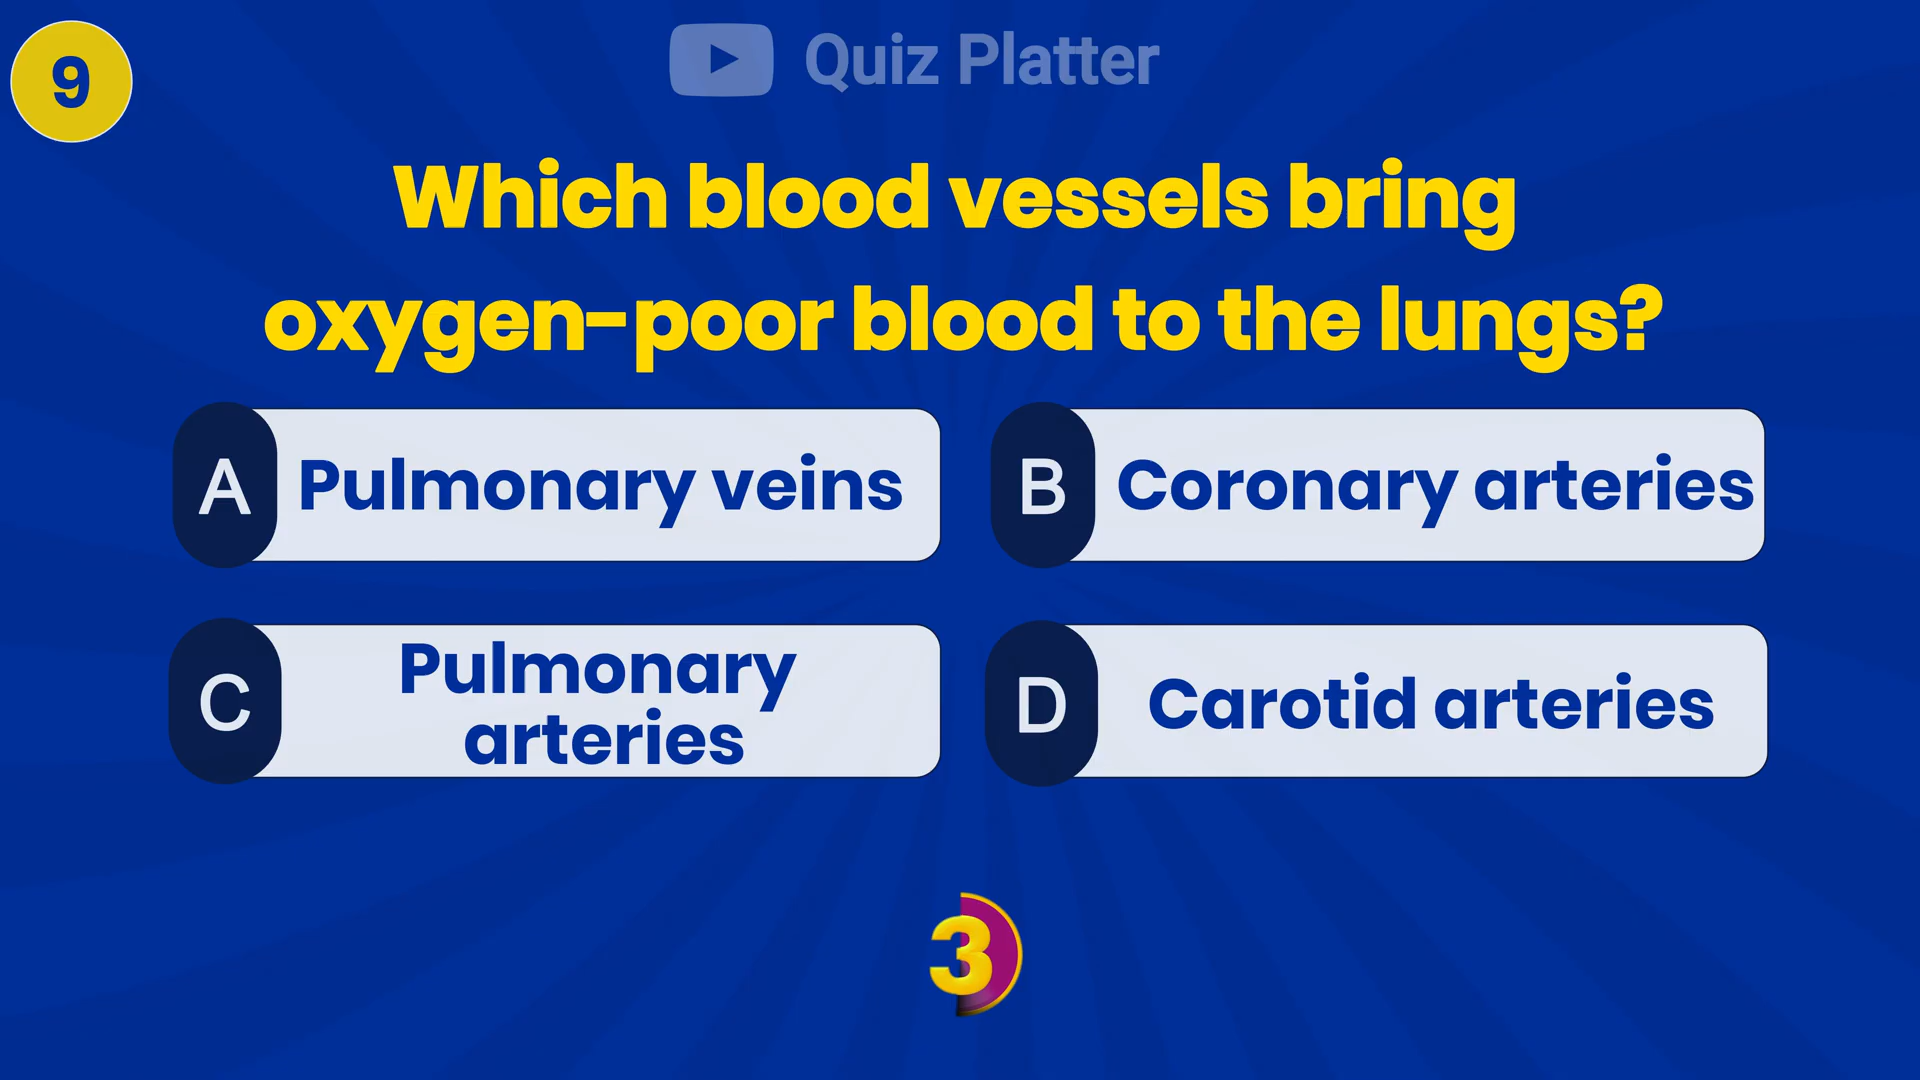 9
Quiz Platter
Which blood vessels bring
oxygen-poor blood to the lungs?
A Pulmonary veins
B Coronary arteries
C Pulmonary
arteries
D Carotid arteries
3